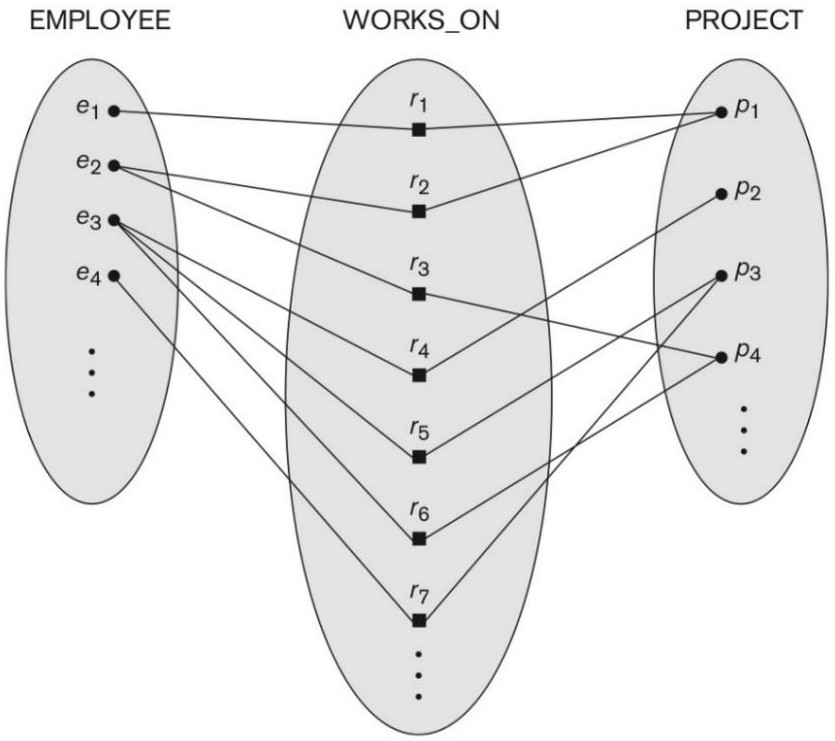 EMPLOYEE WORKS_ON PROJECT
e1 r1 p1
e2 r2 p2
e3 r3 p3
e4 r4 p4
r5
r6
r7